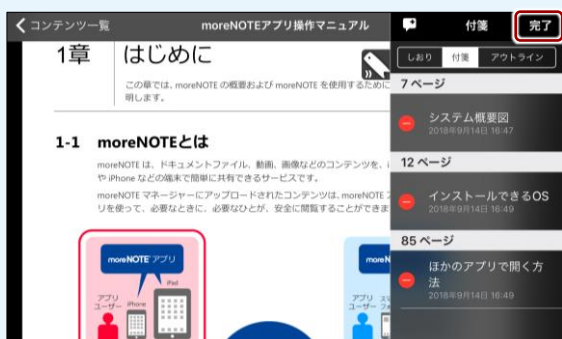 コンテンツ一覧
moreNOTEアプリ操作マニュアル
付箋
完了
1章 はじめに
この章では、moreNOTE の概要および moreNOTE を使用するために
明します。
1-1 moreNOTEとは
moreNOTE は、ドキュメントファイル、動画、画像などのコンテンツを、
や iPhone などの端末で簡単に共有できるサービスです。
moreNOTE マネージャーにアップロードされたコンテンツは、moreNOTE
リを使って、必要なときに、必要なひとが、安全に閲覧することができま
moreNOTE アプリ
アプリ
ユーザー
iPhone
iPad
moreN
アプリ
ユーザー
しおり 付箋 アウトライン
7 ページ
システム概要図
2018年9月14日 16:47
12 ページ
インストールできるOS
2018年9月14日 16:49
85 ページ
ほかのアプリで開く方
法
2018年9月14日 16:49